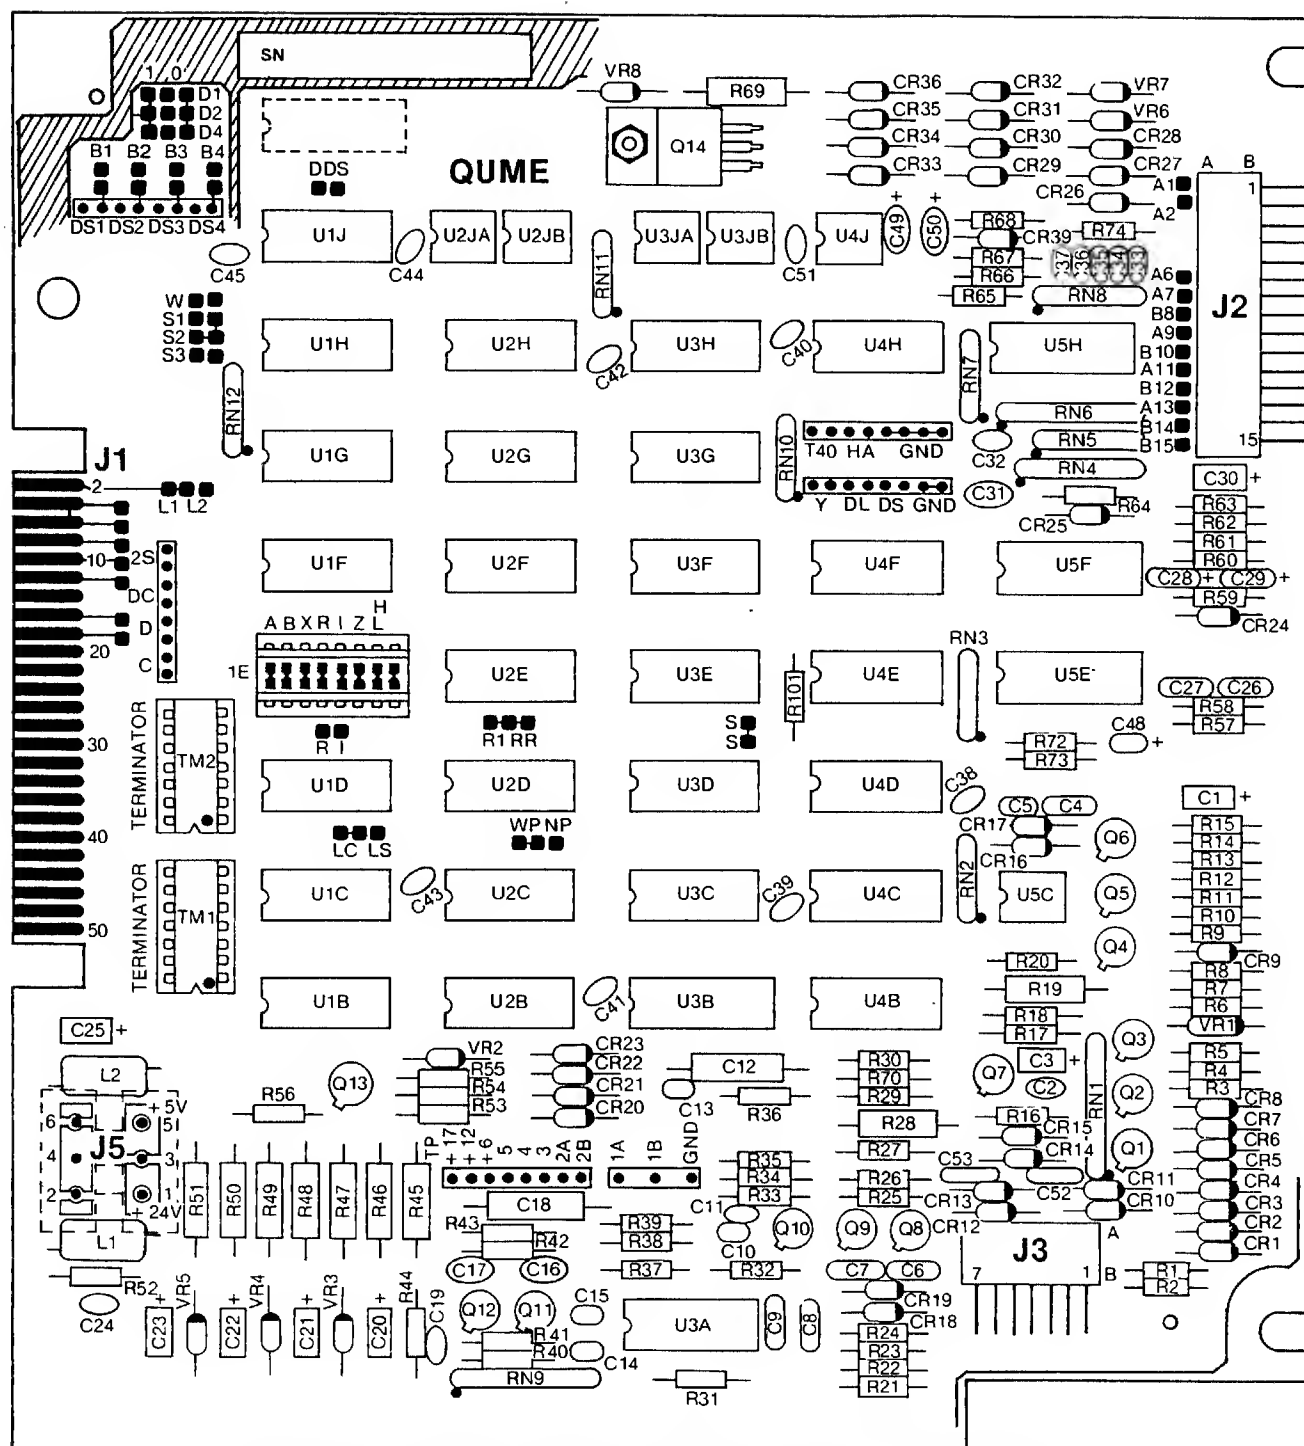 SN
1 0
D1
D2
D4
B1 B2 B3 B4
DS1 DS2 DS3 DS4
DDS
QUME
VR8
R69
Q14
CR36 CR32 VR7
CR35 CR31 VR6
CR34 CR30 CR28
CR33 CR29 CR27
CR26
A B
A1
A2
1
C45
U1J
C44
U2JA U2JB
RN11
U3JA U3JB
C51
U4J
C49 +
C50 +
R68
CR39
R74
R67
R66
R65
C37 C36 C35 C34 C33
RN8
A6
A7
B8
A9
B10
A11
B12
A13
B14
B15
J2
15
W
S1
S2
S3
RN12
U1H
U2H
C42
U3H
C40
U4H
RN7
U5H
RN6
RN5
RN4
J1
2
L1 L2
U1G
U2G
U3G
RN10
T40 HA GND
Y DL DS GND
C32
C31
R64
CR25
C30 +
R63
R62
R61
R60
C28 + C29 +
R59
CR24
10
2S
DC
D
C
20
U1F
U2F
U3F
U4F
U5F
A B X R I Z H L
1E
U2E
U3E
R101
U4E
RN3
U5E
C27 C26
R58
R57
30
TERMINATOR
TM2
R I
R1 RR
S
S
R72
R73
C48 +
U1D
U2D
U3D
U4D
C38
C5 C4
CR17
CR16
Q6
C1 +
R15
R14
R13
R12
R11
R10
R9
CR9
R8
R7
R6
VR1
R5
R4
R3
40
LC LS
WP NP
TERMINATOR
TM1
50
U1C
C43
U2C
U3C
C39
U4C
RN2
U5C
Q5
Q4
U1B
U2B
C41
U3B
U4B
R20
R19
R18
R17
C25 +
L2
+ 5V
6 5
J5
4 3
2 1
+ 24V
L1
R56
Q13
VR2
R55
R54
R53
CR23
CR22
CR21
CR20
C12
C13
R36
R30
R70
R29
R28
R27
R26
R25
Q7
C3 +
C2
R16
CR15
CR14
RN1
Q3
Q2
Q1
CR8
CR7
CR6
CR5
CR4
CR3
CR2
CR1
R51 R50 R49 R48 R47 R46 R45
TP +17 +12 +6 5 4 3 2A 2B 1A 1B GND
C18
R35
R34
R33
C53
C52
CR13
CR12
CR11
CR10
R43
R42
R39
R38
C11
C10
Q10 Q9 Q8
J3
A
7 1 B
R1
R2
R52
C24
C17 C16
R37
R32
C7 C6
CR19
CR18
C23 +
VR5
C22 +
VR4
C21 +
VR3
C20 +
R44
C19
Q12 Q11
C15
R41
R40
C14
U3A
C9
C8
R24
R23
R22
R21
RN9
R31